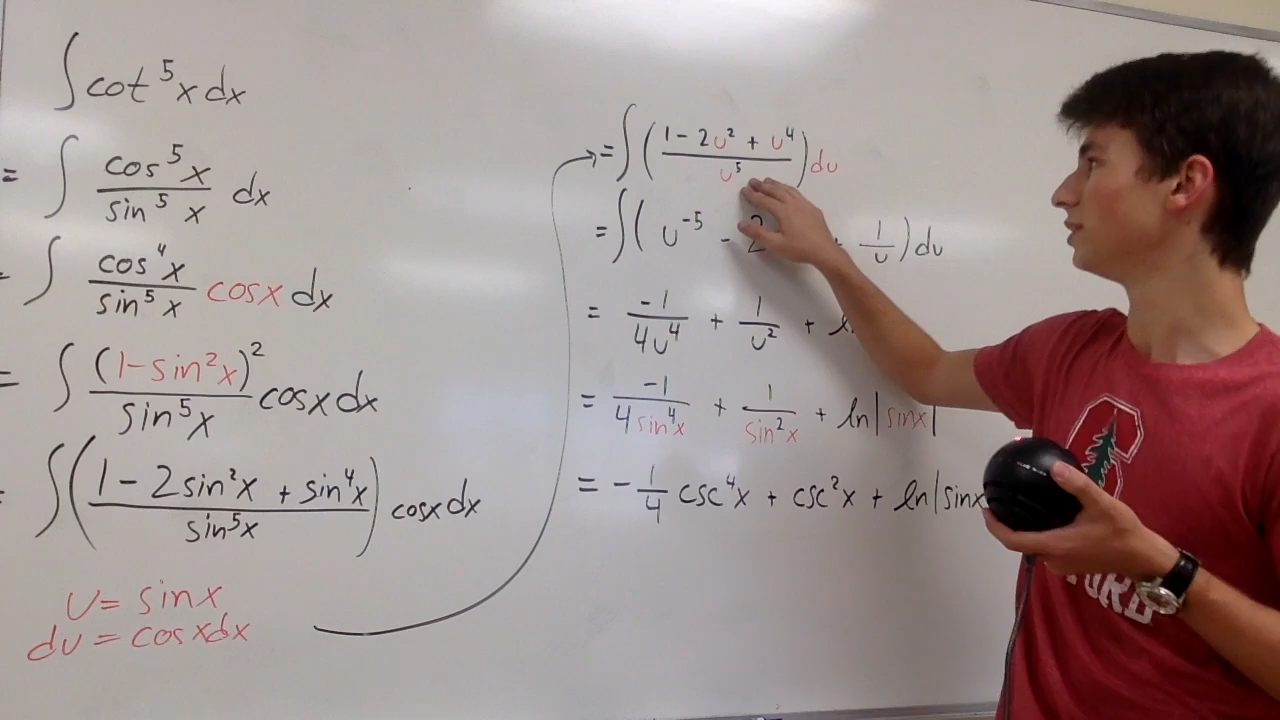 ∫ cot⁵x dx
= ∫ cos⁵x / sin⁵x dx
= ∫ cos⁴x / sin⁵x cosx dx
= ∫ (1-sin²x)² / sin⁵x cosx dx
= ∫ ( (1 - 2sin²x + sin⁴x) / sin⁵x ) cosx dx
u = sinx
du = cosxdx
= ∫ ( (1 - 2u² + u⁴) / u⁵ ) du
= ∫ ( u⁻⁵ - 2 + 1/u ) du
= -1 / 4u⁴ + 1 / u² + l
= -1 / 4sin⁴x + 1 / sin²x + ln|sinx|
= - 1/4 csc⁴x + csc²x + ln|sinx